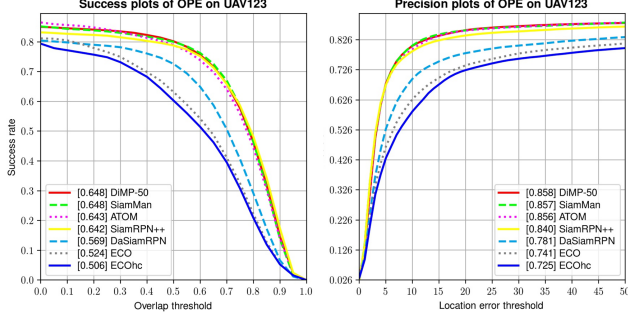 Success plots of OPE on UAV123
Success rate
0.8
0.7
0.6
0.5
0.4
0.3
0.2
0.1
0.0
[0.648] DiMP-50
[0.648] SiamMan
[0.643] ATOM
[0.642] SiamRPN++
[0.569] DaSiamRPN
[0.524] ECO
[0.506] ECOhc
0.0 0.1 0.2 0.3 0.4 0.5 0.6 0.7 0.8 0.9 1.0
Overlap threshold
Precision plots of OPE on UAV123
0.826
0.726
0.626
0.526
0.426
0.326
0.226
0.126
0.026
[0.858] DiMP-50
[0.857] SiamMan
[0.856] ATOM
[0.840] SiamRPN++
[0.781] DaSiamRPN
[0.741] ECO
[0.725] ECOhc
0 5 10 15 20 25 30 35 40 45 50
Location error threshold